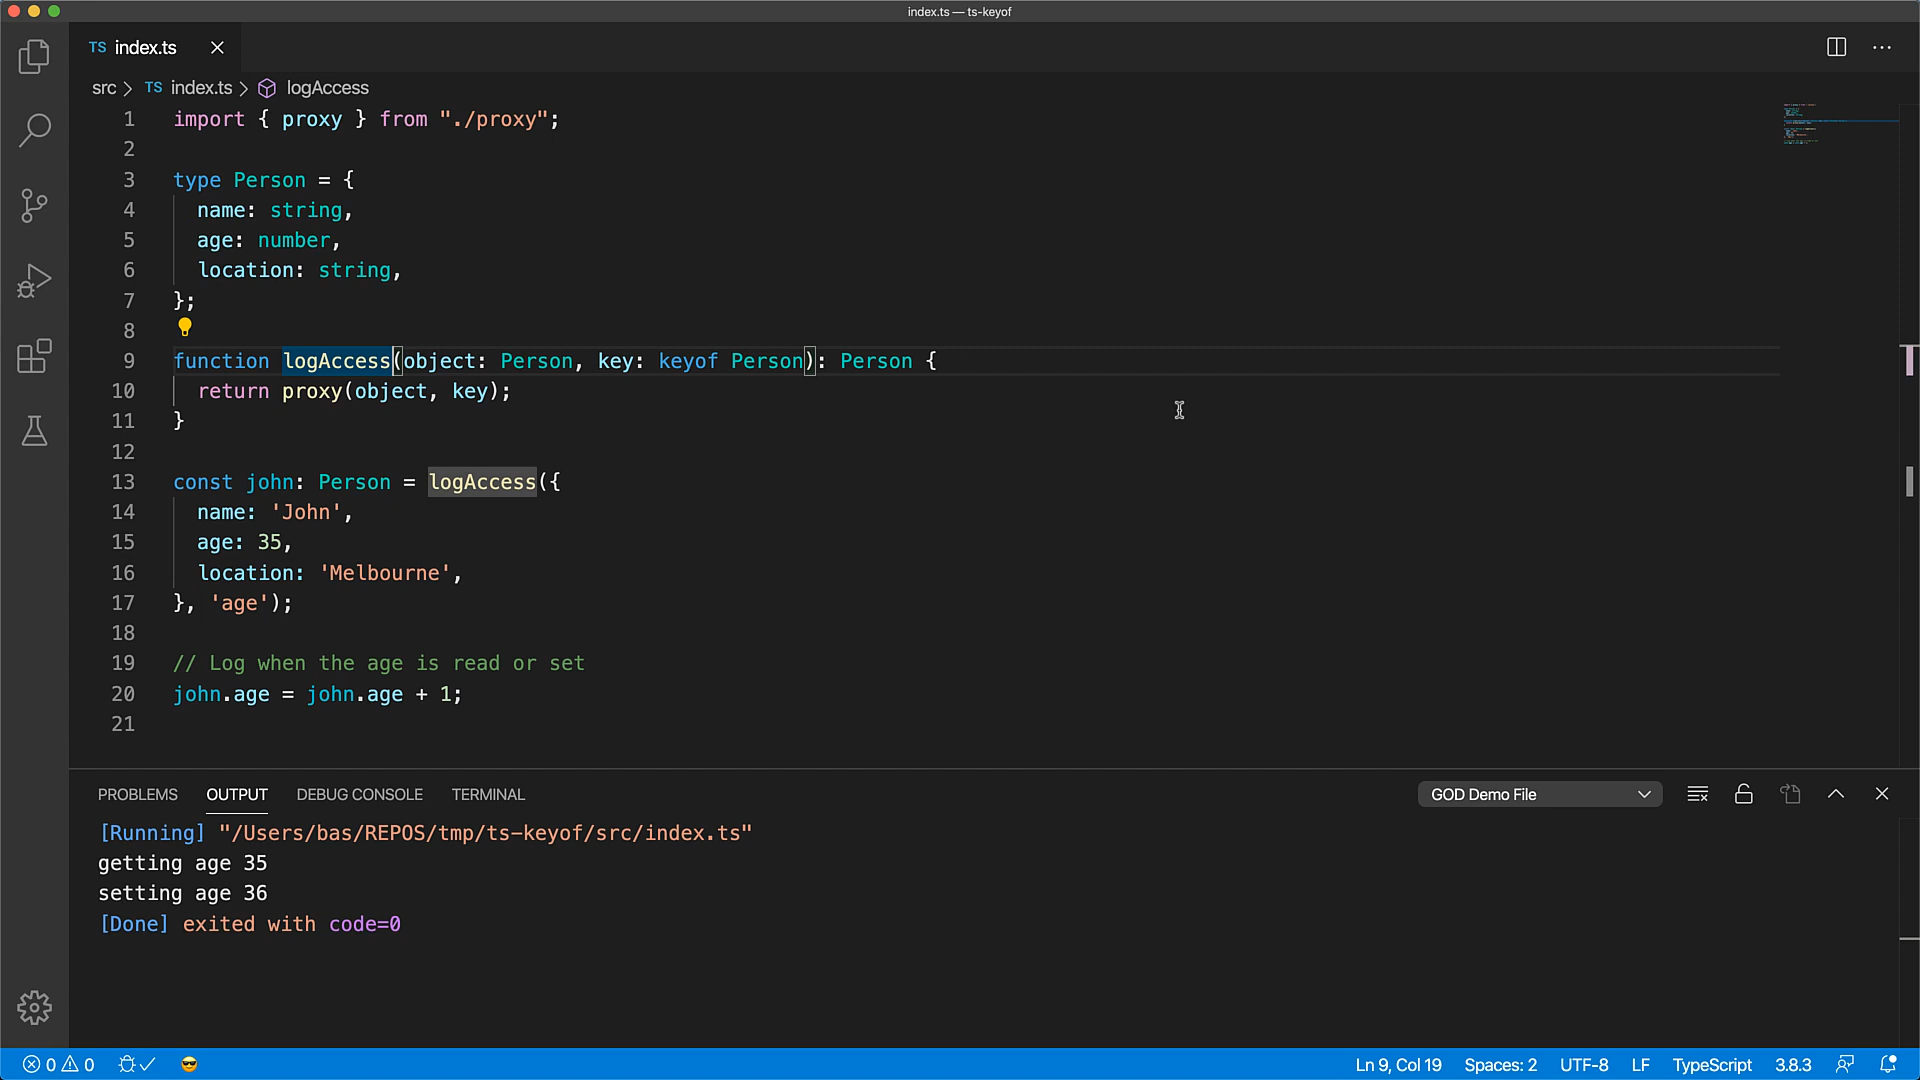 index.ts — ts-keyof
TS index.ts
src > TS index.ts > logAccess
1 import { proxy } from "./proxy";
2
3 type Person = {
4 name: string,
5 age: number,
6 location: string,
7 };
8
9 function logAccess(object: Person, key: keyof Person): Person {
10 return proxy(object, key);
11 }
12
13 const john: Person = logAccess({
14 name: 'John',
15 age: 35,
16 location: 'Melbourne',
17 }, 'age');
18
19 // Log when the age is read or set
20 john.age = john.age + 1;
21
PROBLEMS OUTPUT DEBUG CONSOLE TERMINAL GOD Demo File
[Running] "/Users/bas/REPOS/tmp/ts-keyof/src/index.ts"
getting age 35
setting age 36
[Done] exited with code=0
0 0 Ln 9, Col 19 Spaces: 2 UTF-8 LF TypeScript 3.8.3